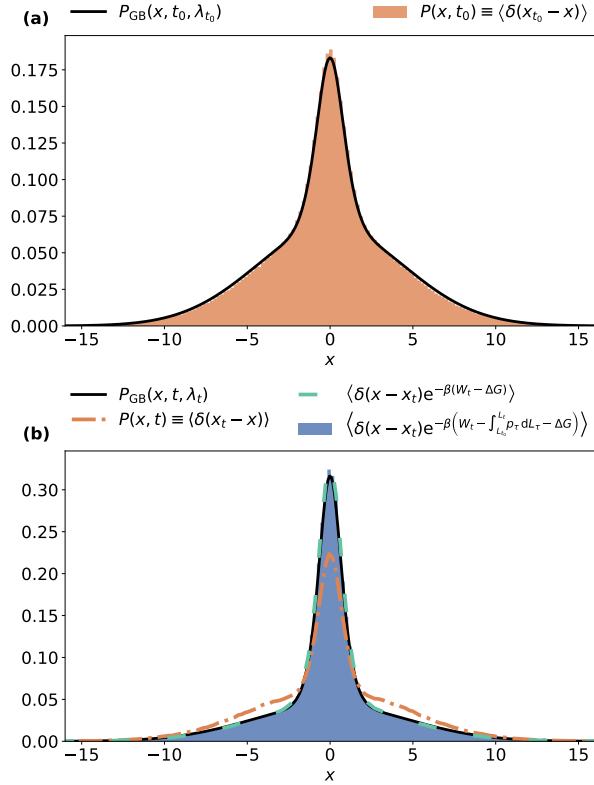 (a)
P_GB(x, t_0, λ_{t_0})
P(x, t_0) ≡ ⟨δ(x_{t_0} − x)⟩
0.175
0.150
0.125
0.100
0.075
0.050
0.025
0.000
−15 −10 −5 0 5 10 15
x
P_GB(x, t, λ_t)
P(x, t) ≡ ⟨δ(x_t − x)⟩
⟨δ(x − x_t)e^{−β(W_t − ΔG)}⟩
⟨δ(x − x_t)e^{−β(W_t − ∫_{L_{t_0}}^{L_t} p_τ dL_τ − ΔG)}⟩
(b)
0.30
0.25
0.20
0.15
0.10
0.05
0.00
−15 −10 −5 0 5 10 15
x